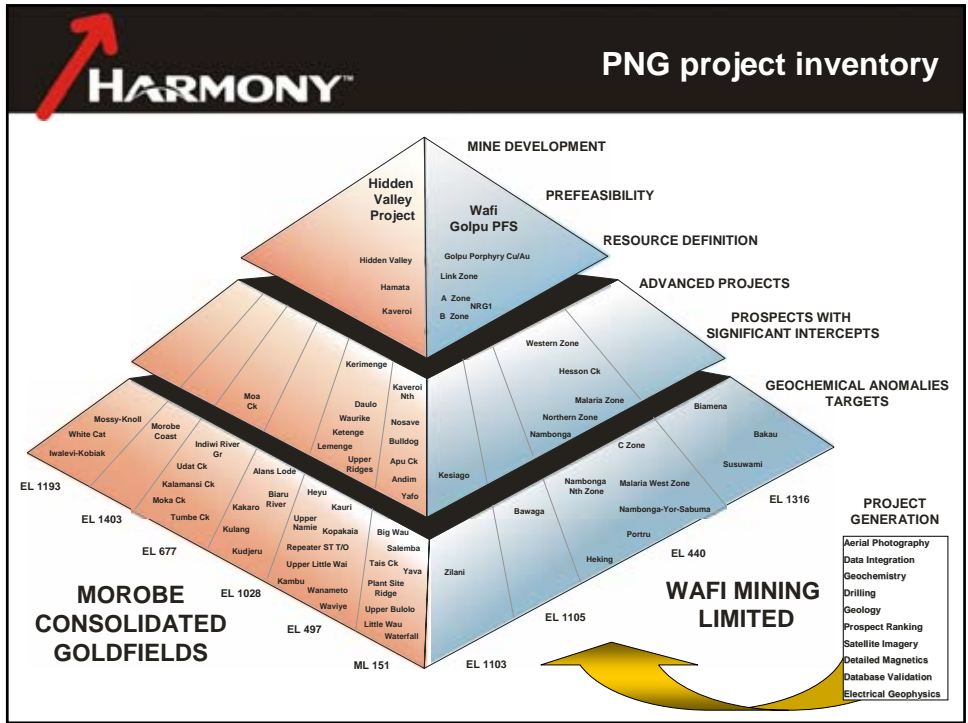 HARMONY™
PNG project inventory
MINE DEVELOPMENT
PREFEASIBILITY
RESOURCE DEFINITION
ADVANCED PROJECTS
PROSPECTS WITH
SIGNIFICANT INTERCEPTS
GEOCHEMICAL ANOMALIES
TARGETS
Hidden
Valley
Project
Hidden Valley
Hamata
Kaveroi
Wafi
Golpu PFS
Golpu Porphyry Cu/Au
Link Zone
A Zone
NRG1
B Zone
Moa
Ck
Kerimenge
Daulo
Waurike
Ketenge
Lemenge
Upper
Ridges
Kaveroi
Nth
Nosave
Bulldog
Apu Ck
Andim
Yafo
Western Zone
Hesson Ck
Malaria Zone
Northern Zone
Nambonga
Kesiago
Mossy-Knoll
White Cat
Iwalevi-Kobiak
Morobe
Coast
Indiwi River
Gr
Udat Ck
Kalamansi Ck
Moka Ck
Tumbe Ck
Alans Lode
Biaru
River
Kakaro
Kulang
Kudjeru
Heyu
Kauri
Upper
Namie
Kopakaia
Repeater ST T/O
Upper Little Wai
Kambu
Wanameto
Waviye
Big Wau
Salemba
Tais Ck
Yava
Plant Site
Ridge
Upper Bulolo
Little Wau
Waterfall
Zilani
Bawaga
Nambonga
Nth Zone
Heking
C Zone
Malaria West Zone
Nambonga-Yor-Sabuma
Portru
Biamena
Bakau
Susuwami
EL 1193
EL 1403
EL 677
EL 1028
EL 497
ML 151
EL 1103
EL 1105
EL 440
EL 1316
MOROBE
CONSOLIDATED
GOLDFIELDS
WAFI MINING
LIMITED
PROJECT
GENERATION
Aerial Photography
Data Integration
Geochemistry
Drilling
Geology
Prospect Ranking
Satellite Imagery
Detailed Magnetics
Database Validation
Electrical Geophysics